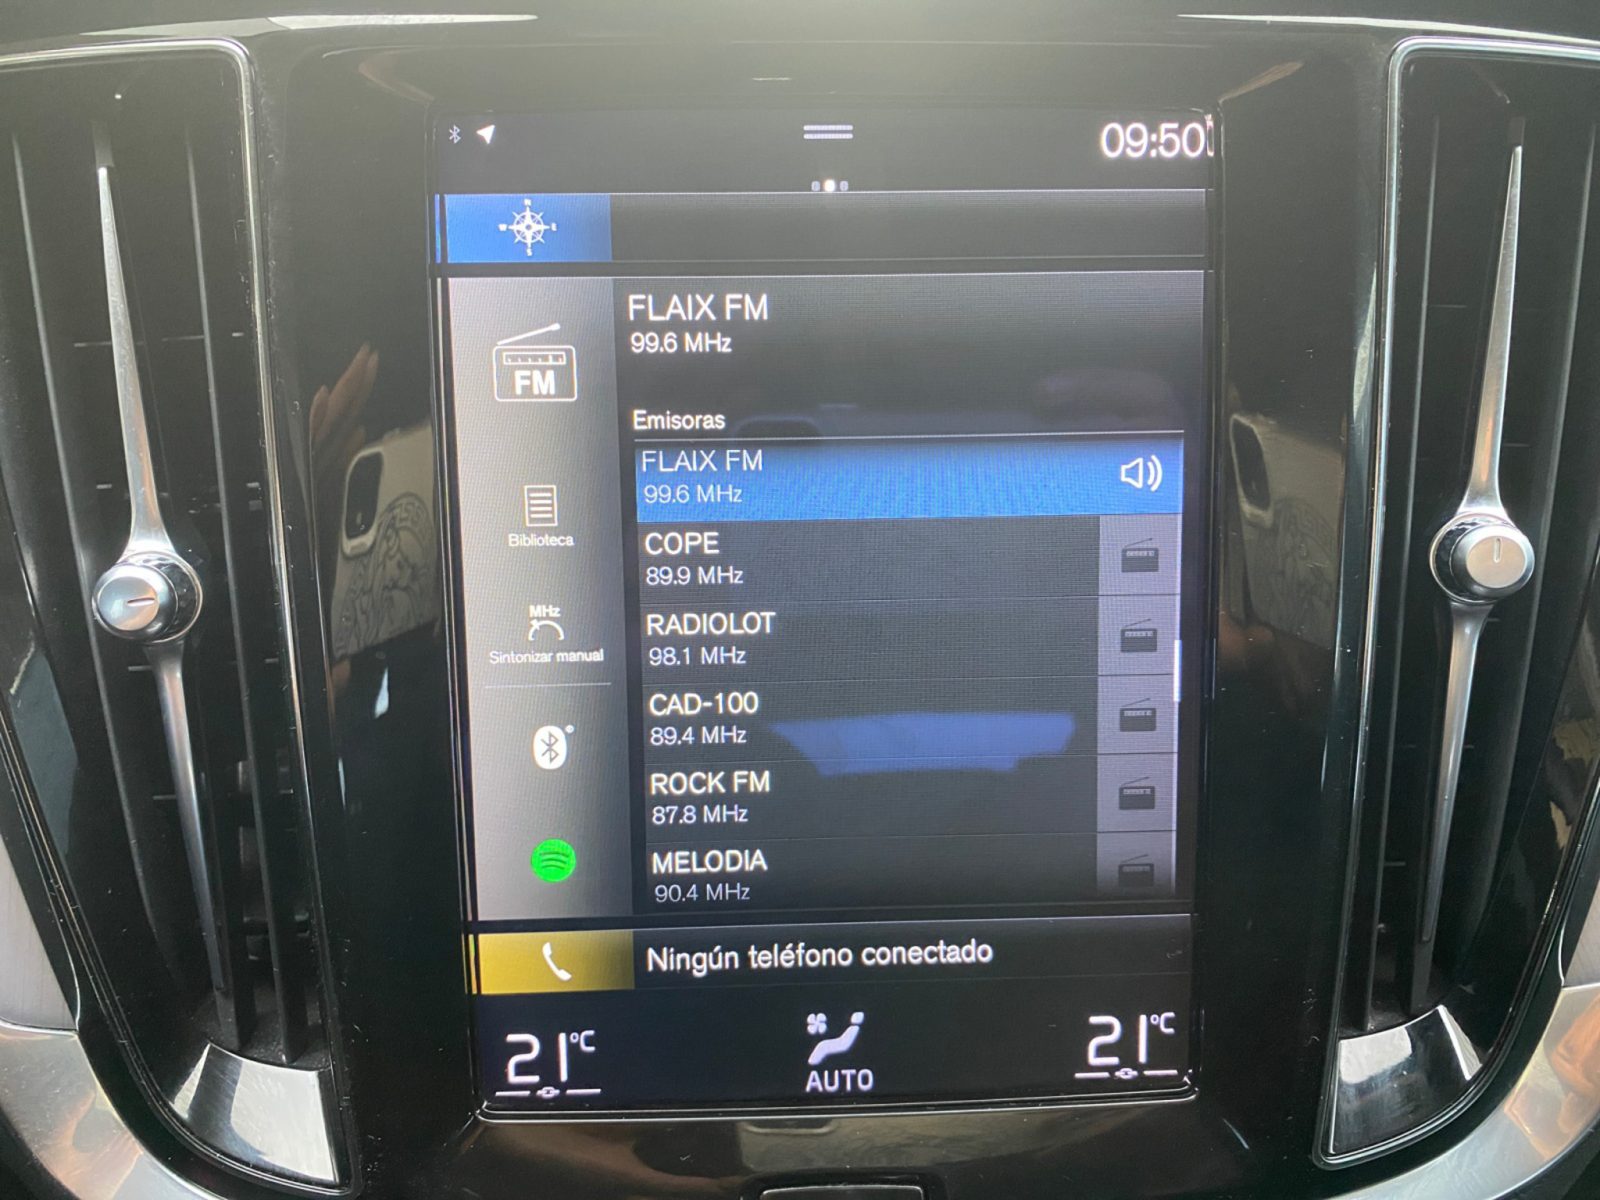 09:50
N
W E
S
FLAIX FM
99.6 MHz
FM
Emisoras
FLAIX FM
99.6 MHz
COPE
89.9 MHz
RADIOLOT
98.1 MHz
CAD-100
89.4 MHz
ROCK FM
87.8 MHz
MELODIA
90.4 MHz
Biblioteca
MHz
Sintonizar manual
Ningún teléfono conectado
21°C
AUTO
21°C